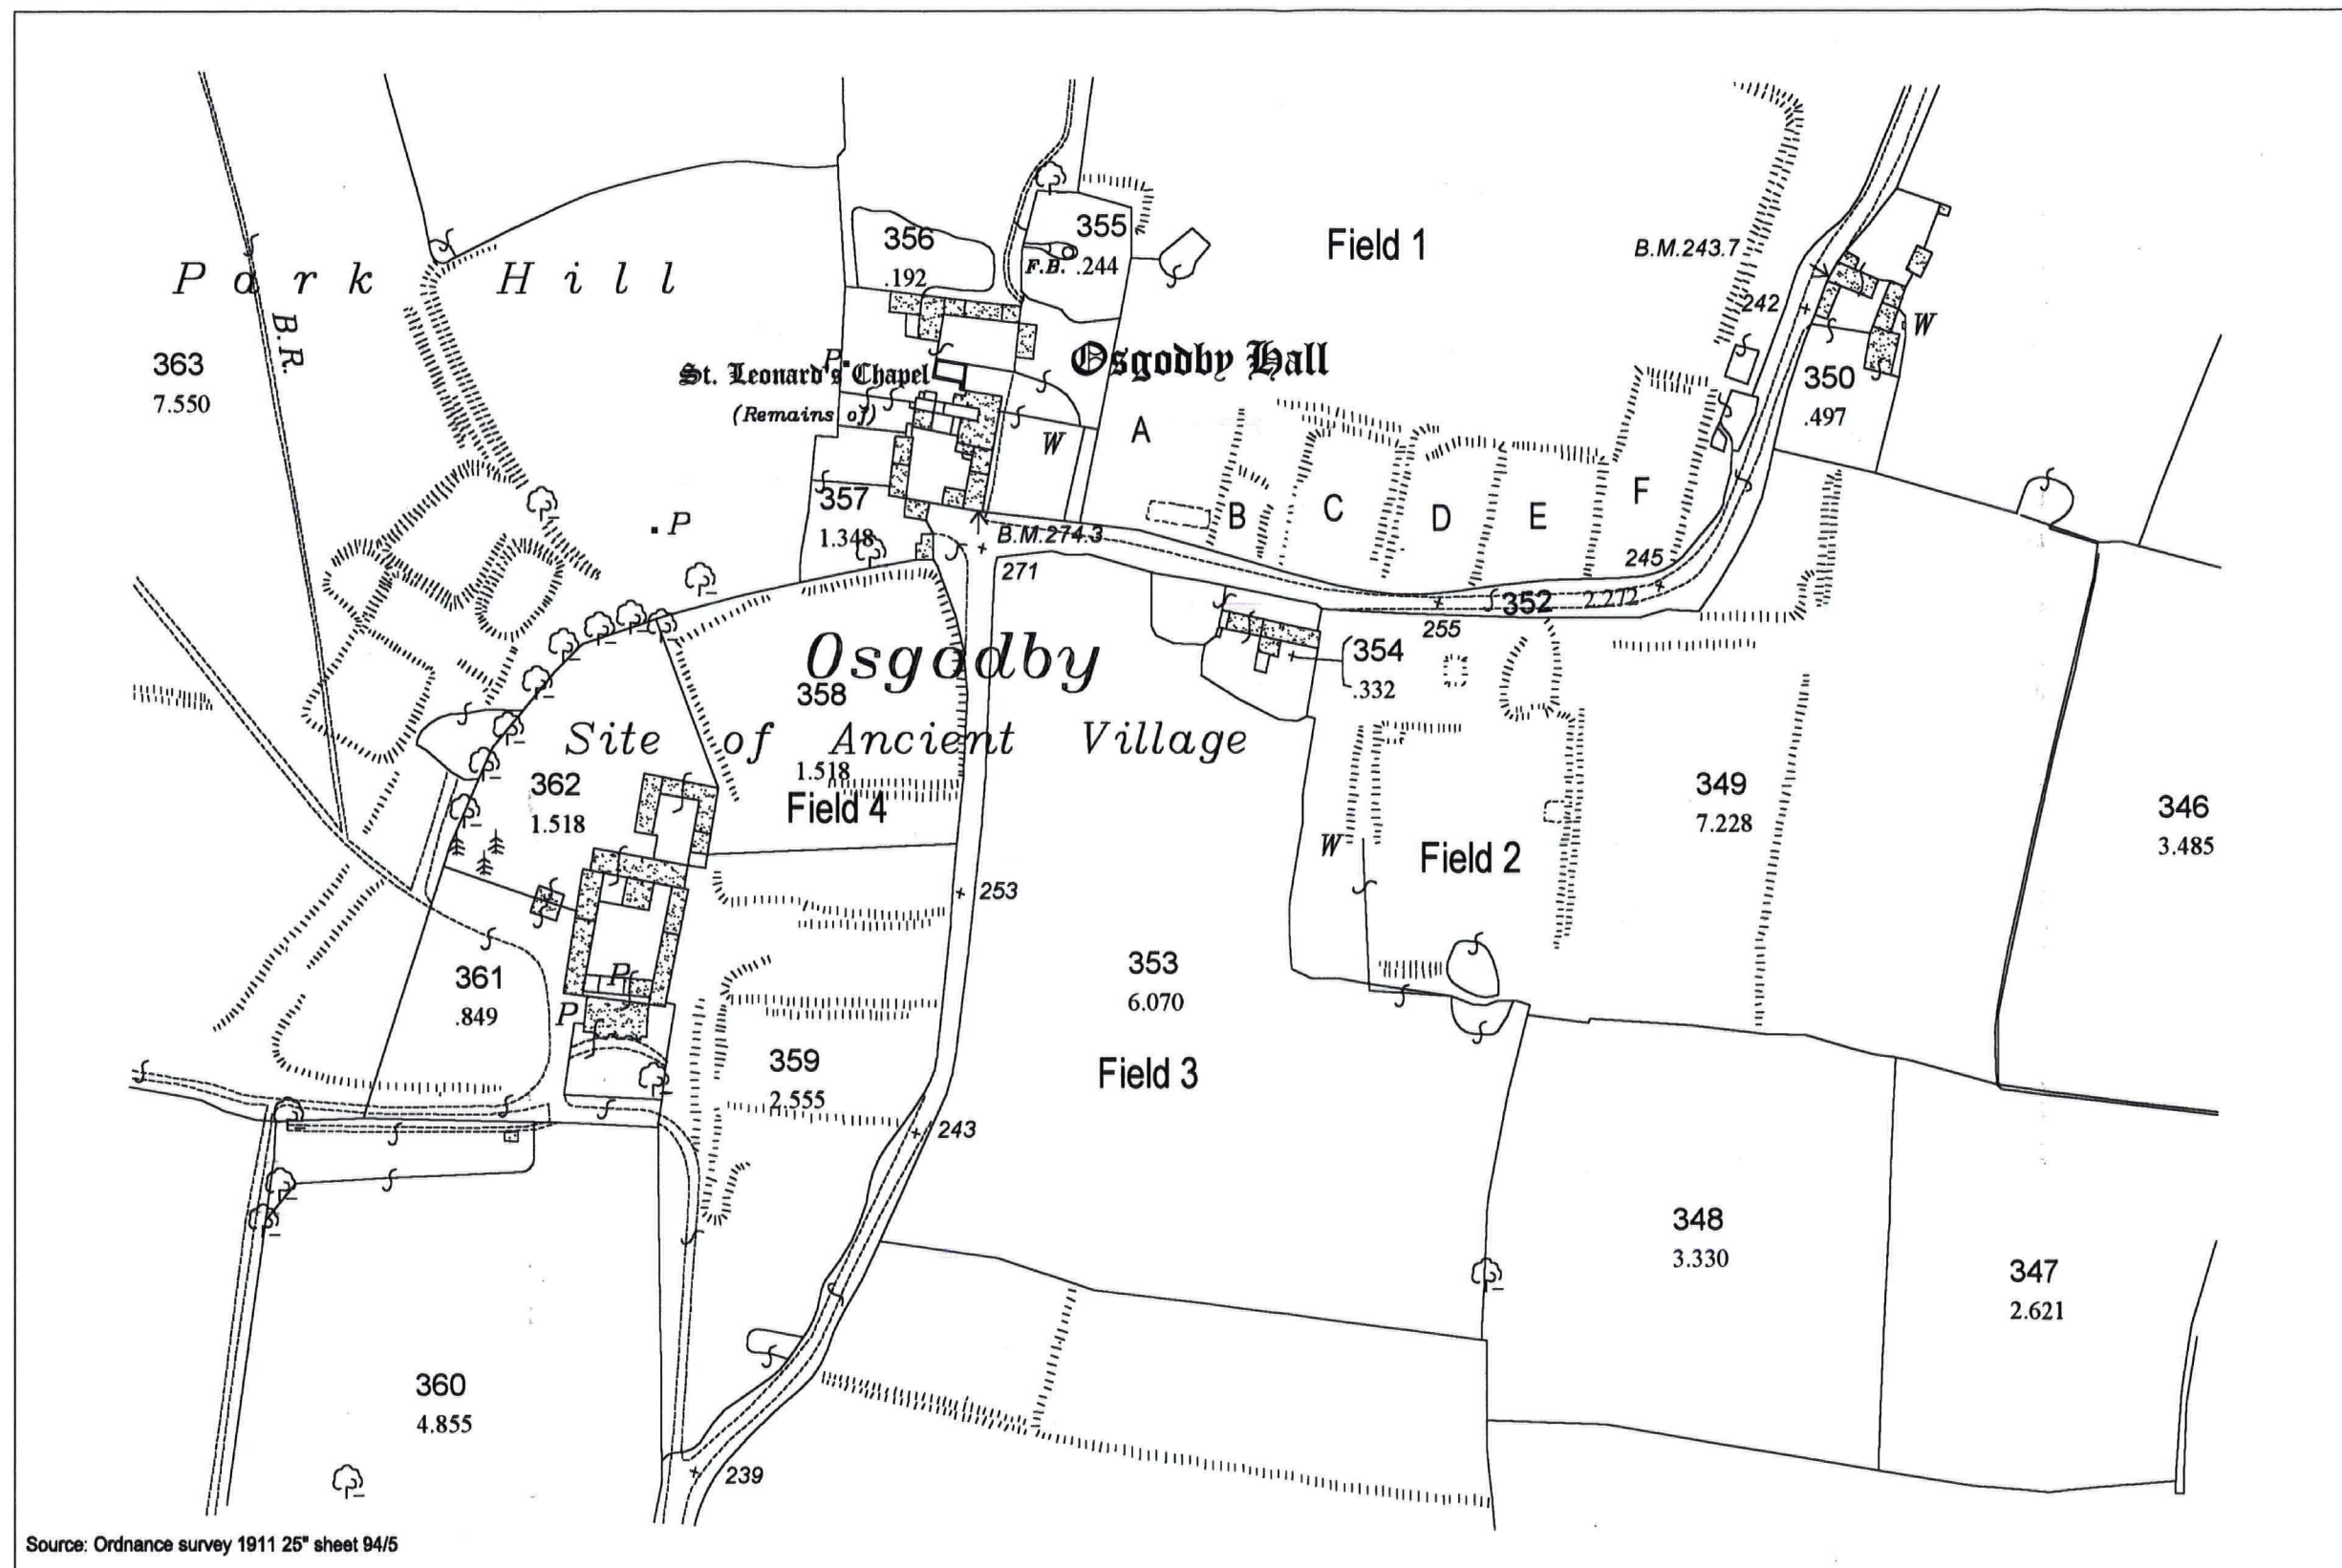 Park Hill
B.R.
363
7.550
356
.192
355
.244
F.B.
Field 1
B.M.243.7
242
W
350
.497
P
St. Leonard's Chapel
(Remains of)
Osgodby Hall
W
A
B
C
D
E
F
357
1.348
P
B.M.274.3
271
245
352
2.272
255
354
.332
Osgodby
358
Site of Ancient Village
1.518
Field 4
362
1.518
W
Field 2
349
7.228
346
3.485
253
361
.849
P
P
359
2.555
353
6.070
Field 3
243
348
3.330
347
2.621
360
4.855
239
Source: Ordnance survey 1911 25" sheet 94/5